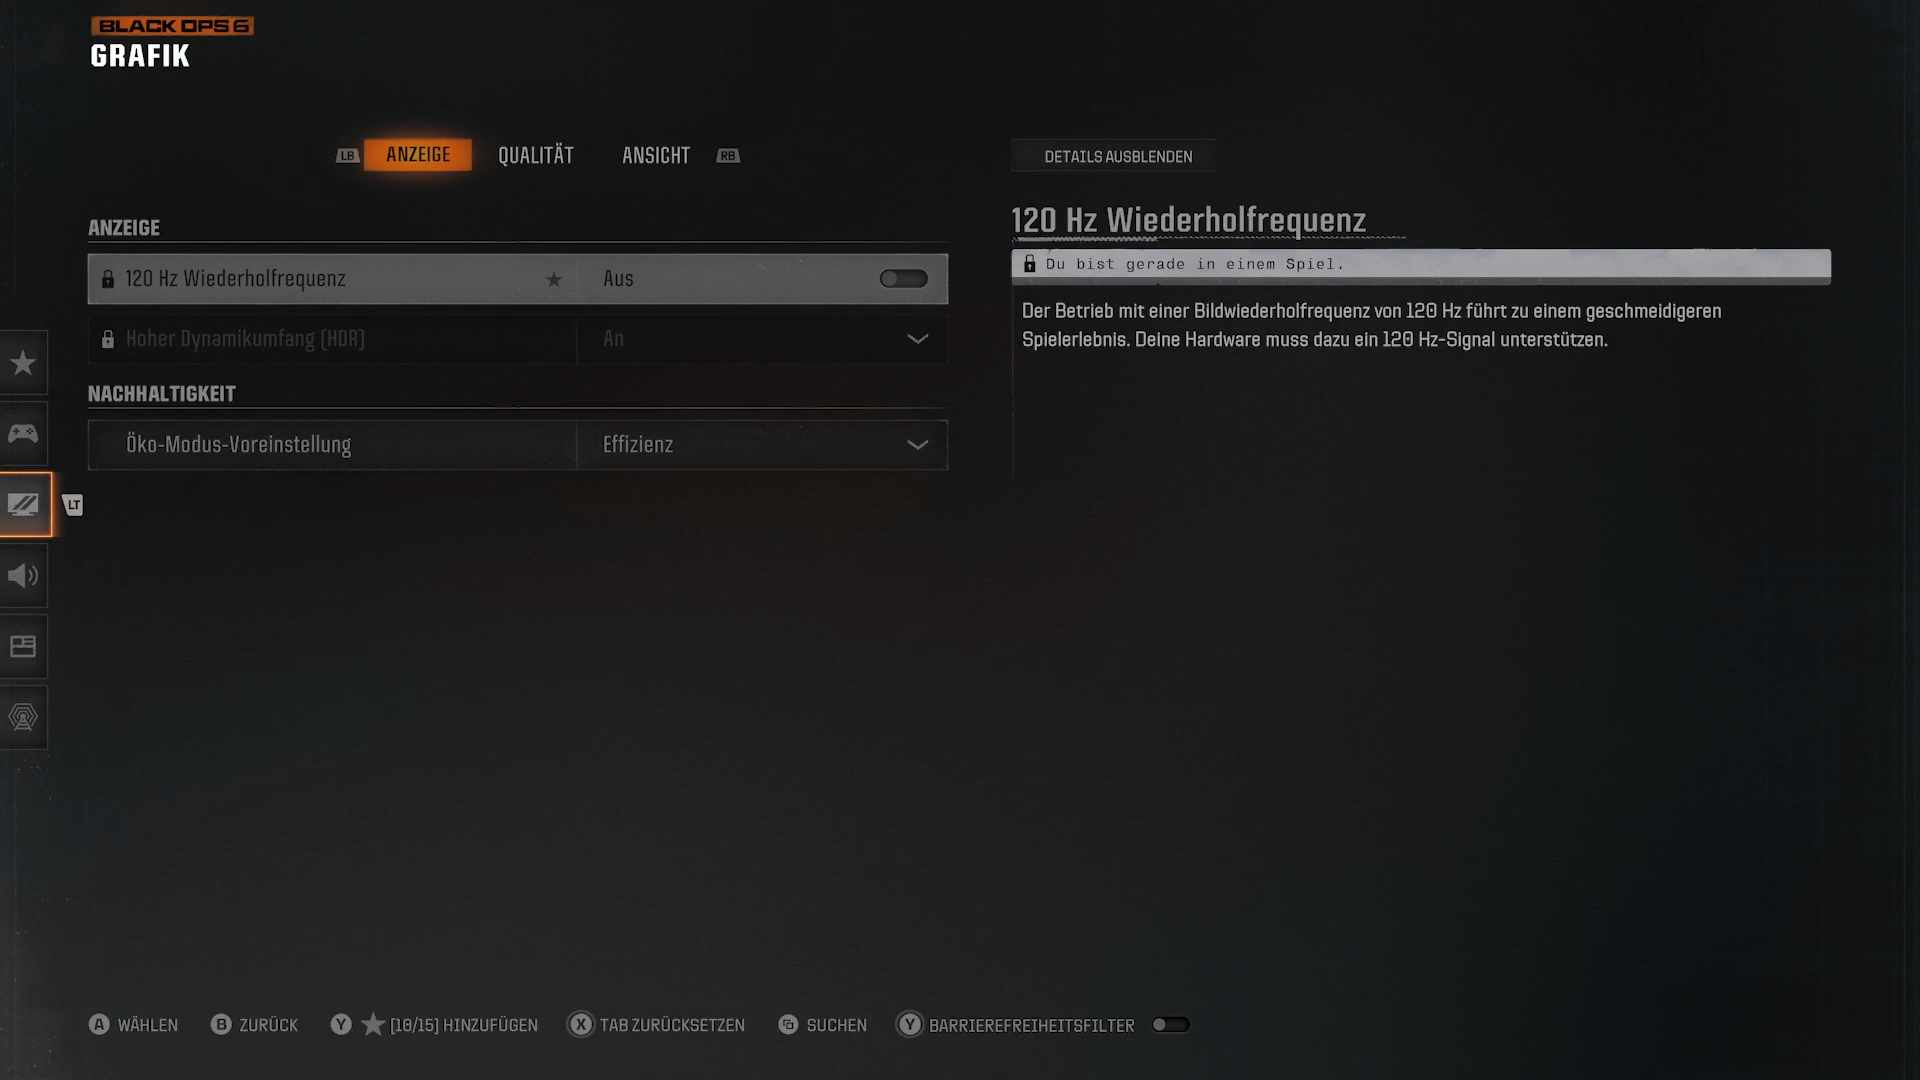 BLACK OPS 6
GRAFIK
LB ANZEIGE QUALITÄT ANSICHT RB
ANZEIGE
120 Hz Wiederholfrequenz Aus
Hoher Dynamikumfang (HDR) An
NACHHALTIGKEIT
Öko-Modus-Voreinstellung Effizienz
LT
DETAILS AUSBLENDEN
120 Hz Wiederholfrequenz
Du bist gerade in einem Spiel.
Der Betrieb mit einer Bildwiederholfrequenz von 120 Hz führt zu einem geschmeidigeren
Spielerlebnis. Deine Hardware muss dazu ein 120 Hz-Signal unterstützen.
A WÄHLEN B ZURÜCK Y [10/15] HINZUFÜGEN X TAB ZURÜCKSETZEN SUCHEN Y BARRIEREFREIHEITSFILTER